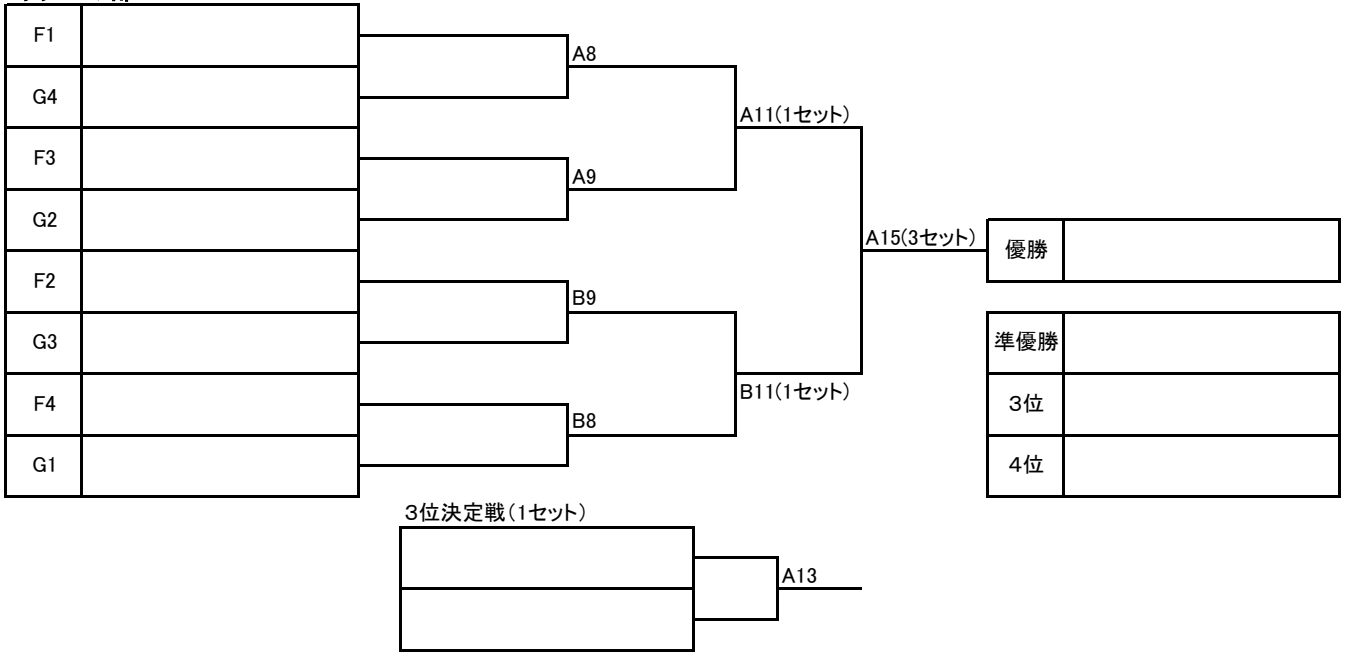 F1
A8
G4
A11(1セット)
F3
A9
G2
A15(3セット)
優勝
F2
B9
G3
準優勝
B11(1セット)
F4
3位
B8
G1
4位
3位決定戦(1セット)
A13